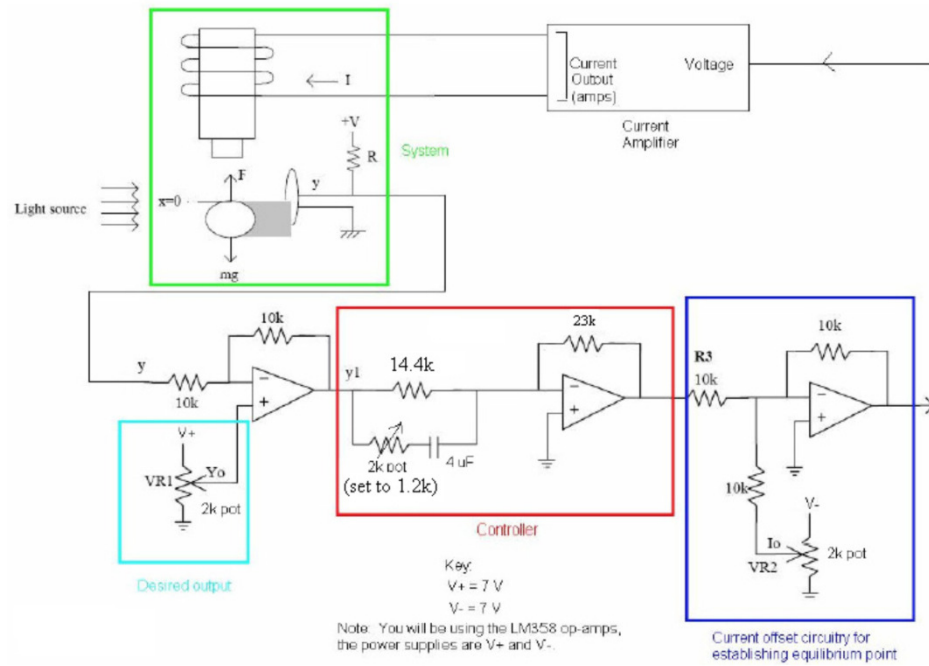 Current
Output
(amps)
Voltage
Current
Amplifier
I
+V
R
System
F
y
x=0
Light source
mg
10k
23k
10k
14.4k
R3
y
y1
10k
10k
2k pot
4 uF
(set to 1.2k)
10k
V+
VR1
Yo
2k pot
V-
Io
2k pot
VR2
Controller
Desired output
Key:
V+ = 7 V
V- = 7 V
Note: You will be using the LM358 op-amps,
the power supplies are V+ and V-.
Current offset circuitry for
establishing equilibrium point